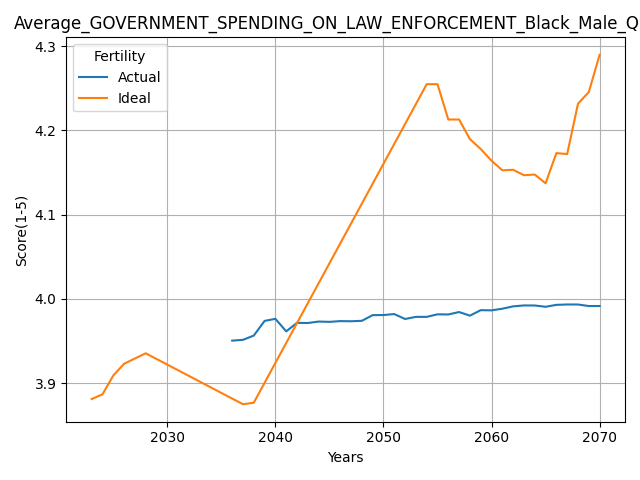 Average_GOVERNMENT_SPENDING_ON_LAW_ENFORCEMENT_Black_Male_Q
Fertility
Actual
Ideal
4.3
4.2
4.1
4.0
3.9
Score(1-5)
2030 2040 2050 2060 2070
Years